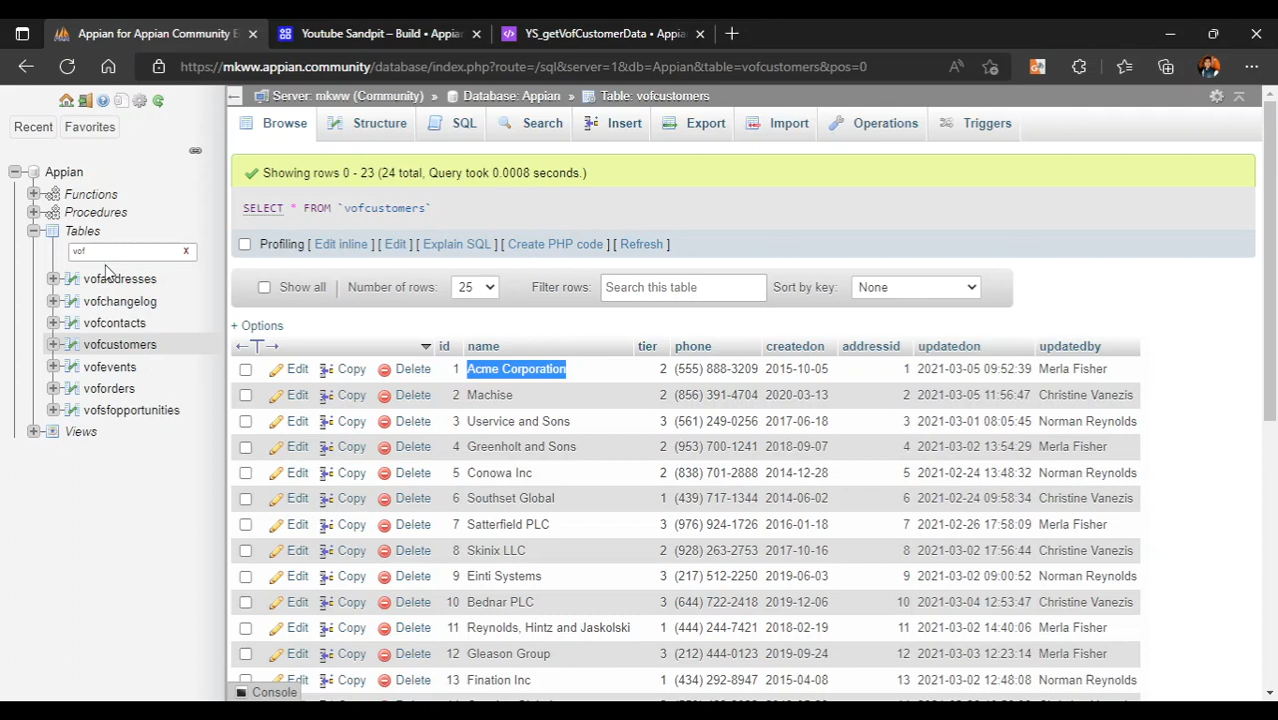 Appian for Appian Community E
Youtube Sandpit – Build • Appian
YS_getVofCustomerData • Appia
https://mkww.appian.community/database/index.php?route=/sql&server=1&db=Appian&table=vofcustomers&pos=0
Recent
Favorites
Appian
Functions
Procedures
Tables
vof
X
vofaddresses
vofchangelog
vofcontacts
vofcustomers
vofevents
voforders
vofsfopportunities
Views
Server: mkww (Community) » Database: Appian » Table: vofcustomers
Browse Structure SQL Search Insert Export Import Operations Triggers
Showing rows 0 - 23 (24 total, Query took 0.0008 seconds.)
SELECT * FROM `vofcustomers`
Profiling [ Edit inline ] [ Edit ] [ Explain SQL ] [ Create PHP code ] [ Refresh ]
Show all | Number of rows: 25 Filter rows: Search this table Sort by key: None
+ Options
←T→ id name tier phone createdon addressid updatedon updatedby
Edit Copy Delete 1 Acme Corporation 2 (555) 888-3209 2015-10-05 1 2021-03-05 09:52:39 Merla Fisher
Edit Copy Delete 2 Machise 2 (856) 391-4704 2020-03-13 2 2021-03-05 11:56:47 Christine Vanezis
Edit Copy Delete 3 Uservice and Sons 3 (561) 249-0256 2017-06-18 3 2021-03-01 08:05:45 Norman Reynolds
Edit Copy Delete 4 Greenholt and Sons 2 (953) 700-1241 2018-09-07 4 2021-03-02 13:54:29 Merla Fisher
Edit Copy Delete 5 Conowa Inc 2 (838) 701-2888 2014-12-28 5 2021-02-24 13:48:32 Norman Reynolds
Edit Copy Delete 6 Southset Global 1 (439) 717-1344 2014-06-02 6 2021-02-24 09:58:34 Christine Vanezis
Edit Copy Delete 7 Satterfield PLC 3 (976) 924-1726 2016-01-18 7 2021-02-26 17:58:09 Merla Fisher
Edit Copy Delete 8 Skinix LLC 2 (928) 263-2753 2017-10-16 8 2021-03-02 17:56:44 Christine Vanezis
Edit Copy Delete 9 Einti Systems 3 (217) 512-2250 2019-06-03 9 2021-03-02 09:00:52 Norman Reynolds
Edit Copy Delete 10 Bednar PLC 3 (644) 722-2418 2019-12-06 10 2021-03-04 12:53:47 Christine Vanezis
Edit Copy Delete 11 Reynolds, Hintz and Jaskolski 1 (444) 244-7421 2018-02-19 11 2021-03-02 14:40:06 Merla Fisher
Edit Copy Delete 12 Gleason Group 3 (212) 444-0123 2019-09-24 12 2021-03-03 12:23:14 Merla Fisher
Edit Copy Delete 13 Fination Inc 1 (434) 292-8947 2015-04-08 13 2021-03-02 12:48:08 Norman Reynolds
Console